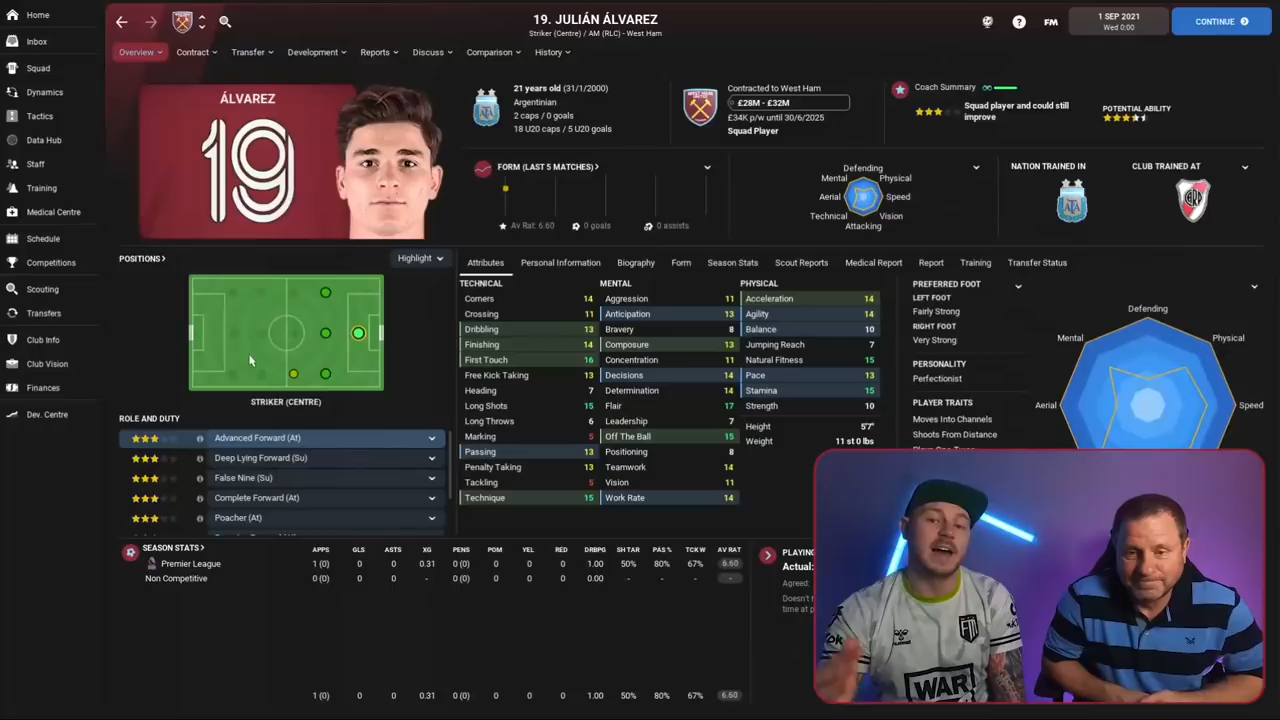 Home
Inbox
Squad
Dynamics
Tactics
Data Hub
Staff
Training
Medical Centre
Schedule
Competitions
Scouting
Transfers
Club Info
Club Vision
Finances
Dev. Centre
19. JULIÁN ÁLVAREZ
Striker (Centre) / AM (RLC) - West Ham
FM
1 SEP 2021
Wed 0:00
CONTINUE
Overview
Contract
Transfer
Development
Reports
Discuss
Comparison
History
ÁLVAREZ
19
21 years old (31/1/2000)
Argentinian
2 caps / 0 goals
18 U20 caps / 5 U20 goals
Contracted to West Ham
£28M - £32M
£34K p/w until 30/6/2025
Squad Player
Coach Summary
Squad player and could still
improve
POTENTIAL ABILITY
FORM (LAST 5 MATCHES)
Av Rat: 6.60
0 goals
0 assists
Defending
Mental
Physical
Aerial
Speed
Technical
Vision
Attacking
NATION TRAINED IN
CLUB TRAINED AT
POSITIONS
Highlight
STRIKER (CENTRE)
ROLE AND DUTY
Advanced Forward (At)
Deep Lying Forward (Su)
False Nine (Su)
Complete Forward (At)
Poacher (At)
Attributes
Personal Information
Biography
Form
Season Stats
Scout Reports
Medical Report
Report
Training
Transfer Status
TECHNICAL
Corners 14
Crossing 11
Dribbling 13
Finishing 14
First Touch 16
Free Kick Taking 13
Heading
Long Shots 15
Long Throws 6
Marking 5
Passing 13
Penalty Taking 13
Tackling 5
Technique 15
MENTAL
Aggression 11
Anticipation 13
Bravery 8
Composure 13
Concentration 11
Decisions 14
Determination 14
Flair 17
Leadership 7
Off The Ball 15
Positioning 8
Teamwork 14
Vision 11
Work Rate 14
PHYSICAL
Acceleration 14
Agility 14
Balance 10
Jumping Reach 7
Natural Fitness 15
Pace 13
Stamina 15
Strength 10
Height 5'7"
Weight 11 st 0 lbs
PREFERRED FOOT
LEFT FOOT
Fairly Strong
RIGHT FOOT
Very Strong
PERSONALITY
Perfectionist
PLAYER TRAITS
Moves Into Channels
Shoots From Distance
Defending
Mental
Physical
Aerial
Speed
SEASON STATS
APPS GLS ASTS XG PENS POM YEL RED DRBPG SH TAR PAS % TCK W AV RAT
Premier League 1 (0) 0 0 0.31 0 (0) 0 0 0 1.00 50% 80% 67% 6.60
Non Competitive 0 (0) 0 0 - 0 (0) 0 0 0 0.00 - - - -
1 (0) 0 0 0.31 0 (0) 0 0 0 1.00 50% 80% 67% 6.60
Actual:
Agreed:
FM
WAR